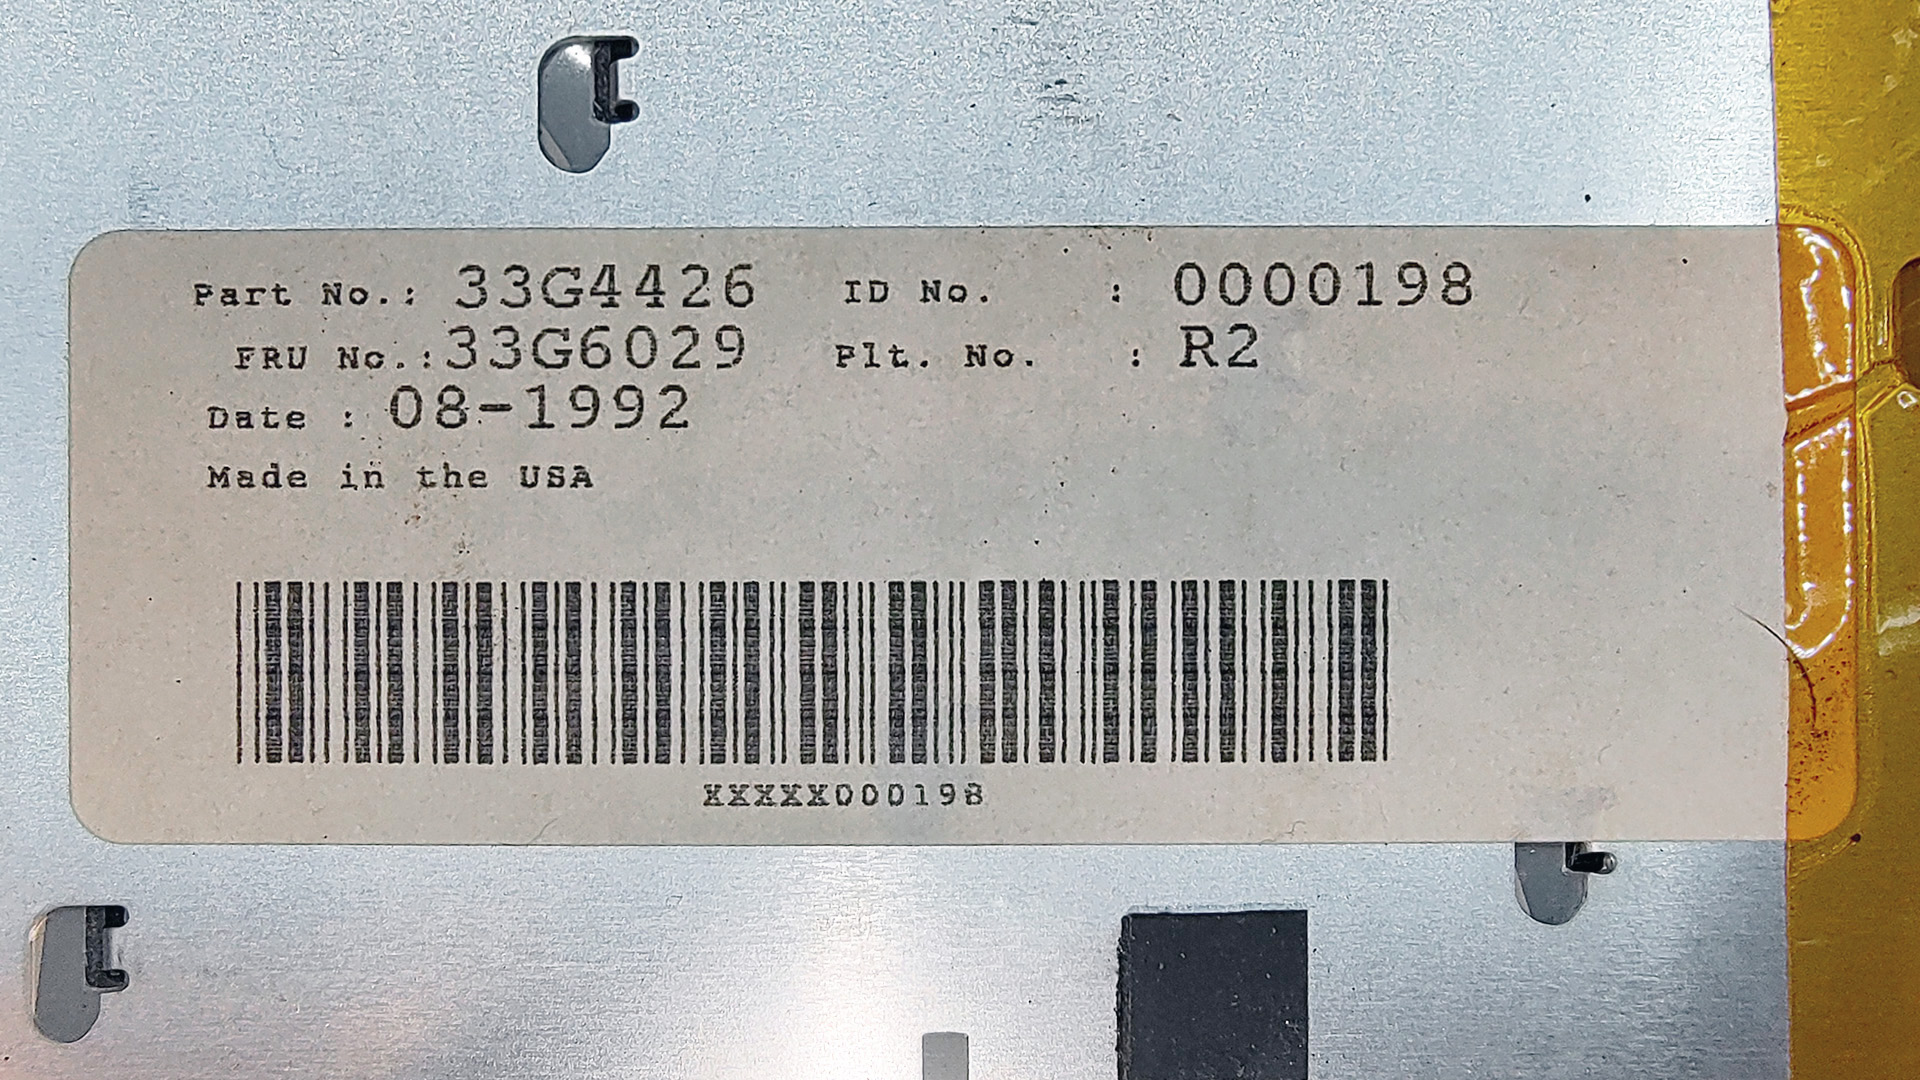 Part No.: 33G4426 ID No. : 0000198
FRU No.:33G6029 Plt. No. : R2
Date : 08-1992
Made in the USA
XXXXX000198